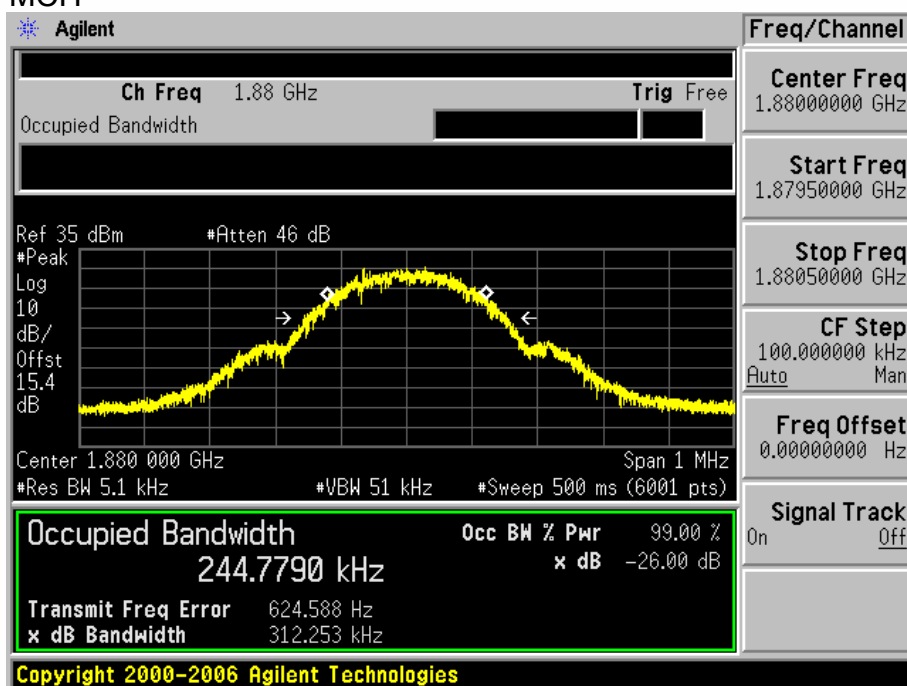 Agilent
Freq/Channel
Ch Freq 1.88 GHz Trig Free
Occupied Bandwidth
Center Freq
1.88000000 GHz
Start Freq
1.87950000 GHz
Stop Freq
1.88050000 GHz
CF Step
100.000000 kHz
Auto Man
Freq Offset
0.00000000 Hz
Signal Track
On Off
Ref 35 dBm #Atten 46 dB
#Peak
Log
10
dB/
Offst
15.4
dB
Center 1.880 000 GHz Span 1 MHz
#Res BW 5.1 kHz #VBW 51 kHz #Sweep 500 ms (6001 pts)
Occupied Bandwidth Occ BW % Pwr 99.00 %
244.7790 kHz x dB -26.00 dB
Transmit Freq Error 624.588 Hz
x dB Bandwidth 312.253 kHz
Copyright 2000-2006 Agilent Technologies